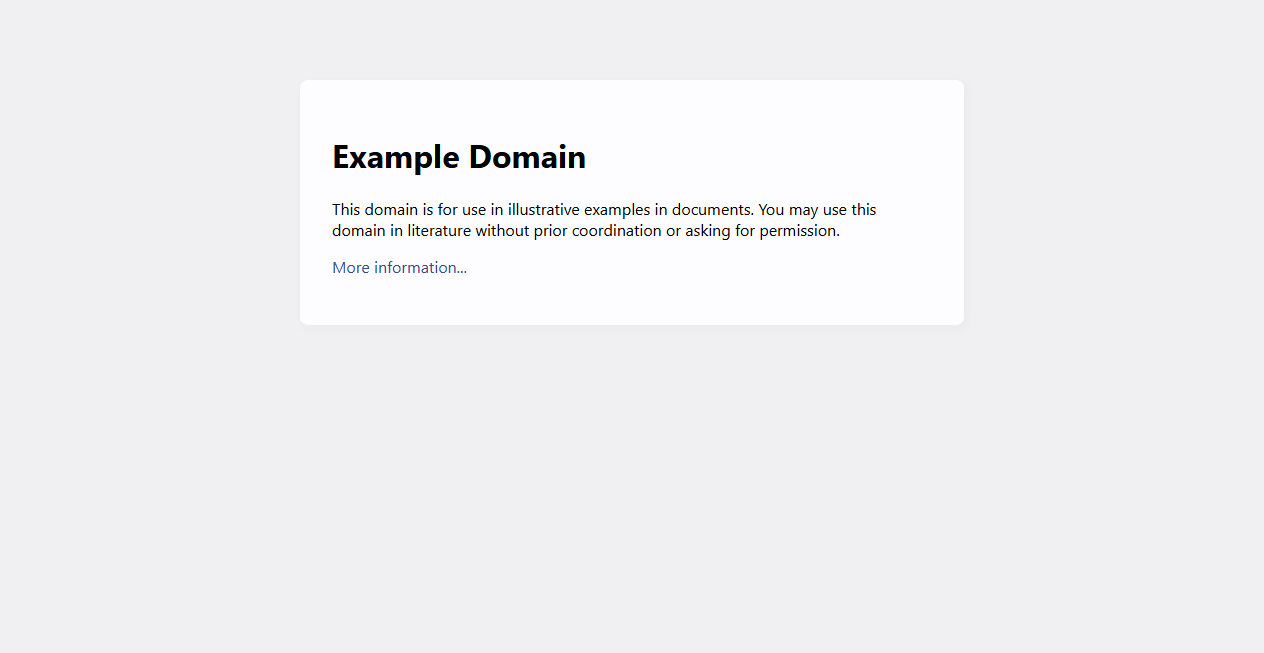 Example Domain
This domain is for use in illustrative examples in documents. You may use this
domain in literature without prior coordination or asking for permission.
More information...